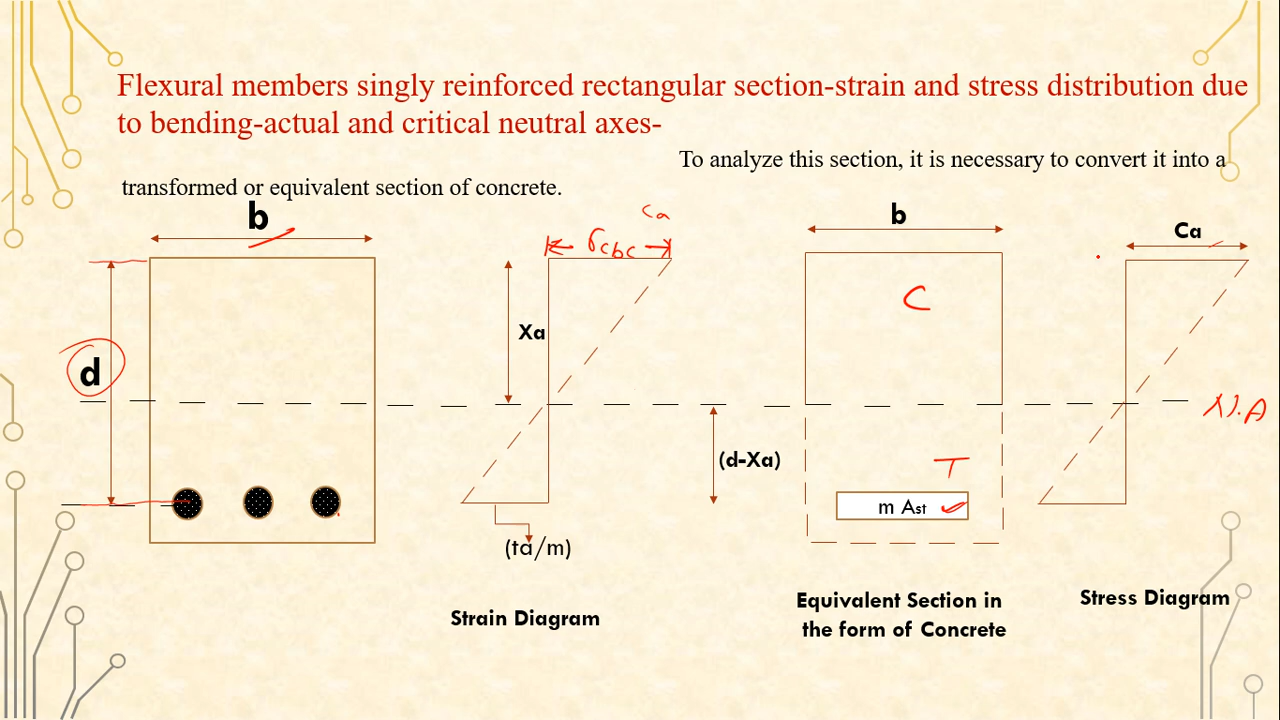 Flexural members singly reinforced rectangular section-strain and stress distribution due
to bending-actual and critical neutral axes-
To analyze this section, it is necessary to convert it into a
transformed or equivalent section of concrete.
b
Ca
σcbc
b
Ca
C
Xa
d
N.A
(d-Xa)
T
m Ast
(ta/m)
Strain Diagram
Equivalent Section in
the form of Concrete
Stress Diagram